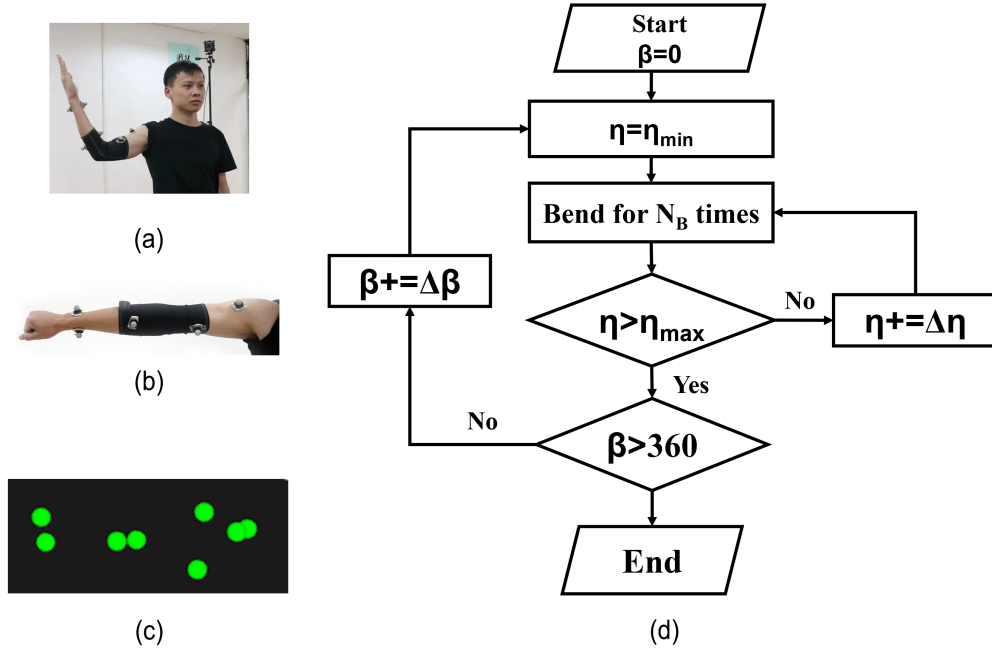 (a)
(b)
(c)
Start
β=0
η=η_min
Bend for N_B times
η>η_max
No
η+=Δη
Yes
β>360
No
β+=Δβ
End
(d)